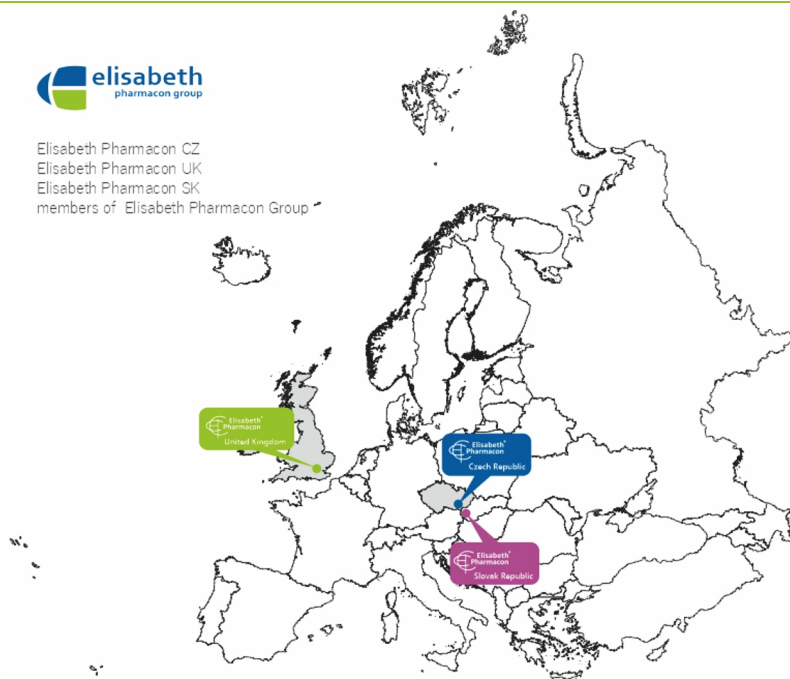 elisabeth
pharmacon group
Elisabeth Pharmacon CZ
Elisabeth Pharmacon UK
Elisabeth Pharmacon SK
members of Elisabeth Pharmacon Group
Elisabeth®
Pharmacon
United Kingdom
Elisabeth®
Pharmacon
Czech Republic
Elisabeth®
Pharmacon
Slovak Republic